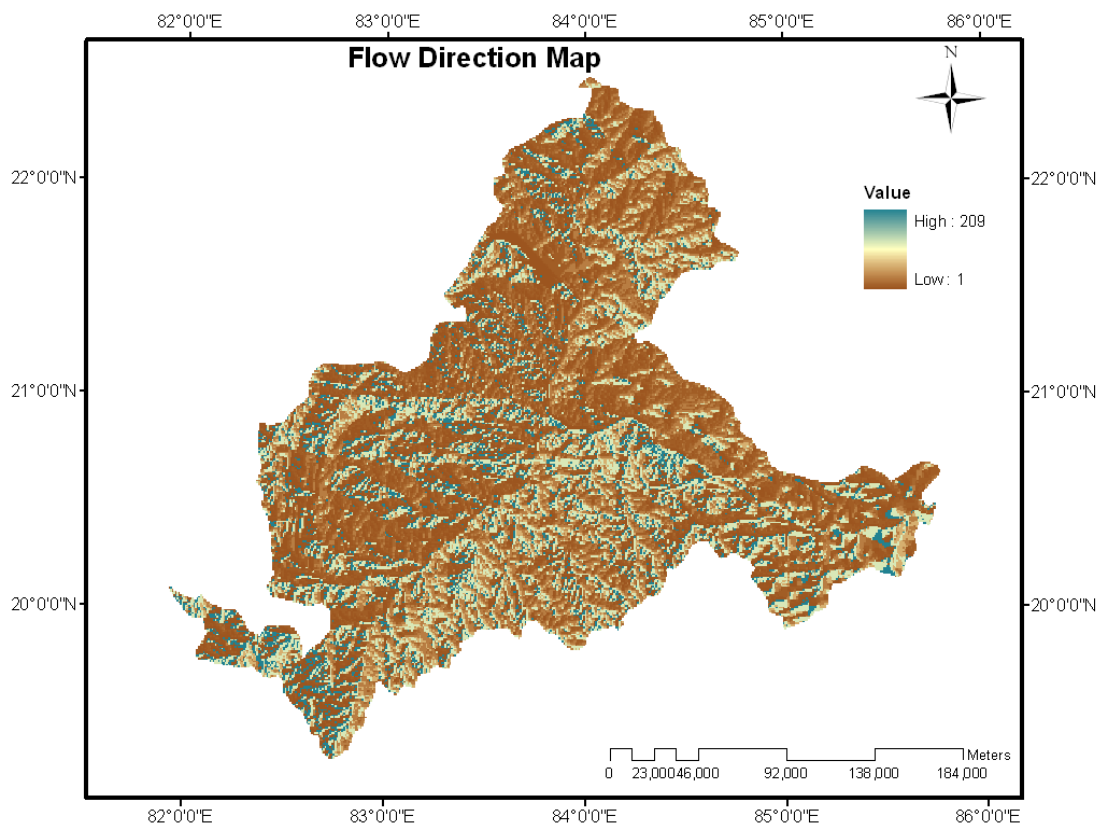 82°0'0"E 83°0'0"E 84°0'0"E 85°0'0"E 86°0'0"E
Flow Direction Map
N
22°0'0"N 22°0'0"N
Value
High : 209
Low : 1
21°0'0"N 21°0'0"N
20°0'0"N 20°0'0"N
Meters
0 23,000 46,000 92,000 138,000 184,000
82°0'0"E 83°0'0"E 84°0'0"E 85°0'0"E 86°0'0"E